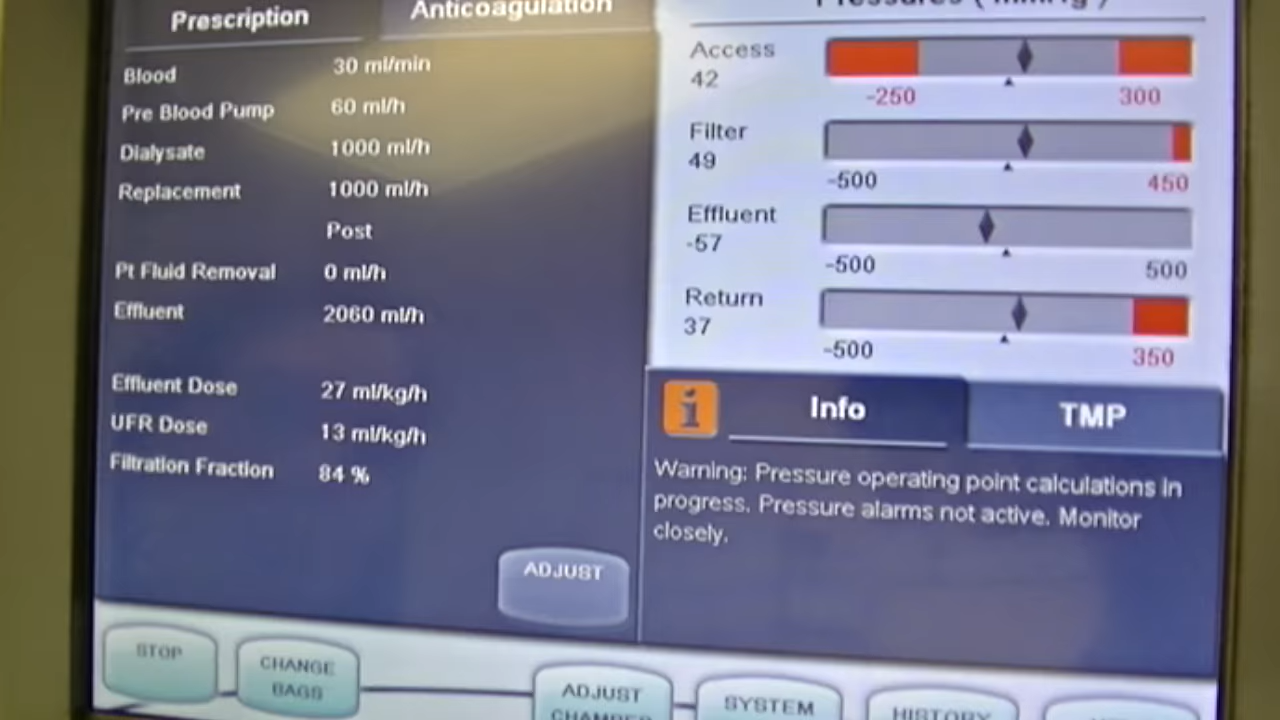 Prescription
Anticoagulation
Blood 30 ml/min
Pre Blood Pump 60 ml/h
Dialysate 1000 ml/h
Replacement 1000 ml/h
Post
Pt Fluid Removal 0 ml/h
Effluent 2060 ml/h
Effluent Dose 27 ml/kg/h
UFR Dose 13 ml/kg/h
Filtration Fraction 84 %
ADJUST
Pressures ( mmHg )
Access
42
-250 300
Filter
49
-500 450
Effluent
-57
-500 500
Return
37
-500 350
i Info
TMP
Warning: Pressure operating point calculations in
progress. Pressure alarms not active. Monitor
closely.
STOP
CHANGE
BAGS
ADJUST
CHAMBER
SYSTEM
HISTORY